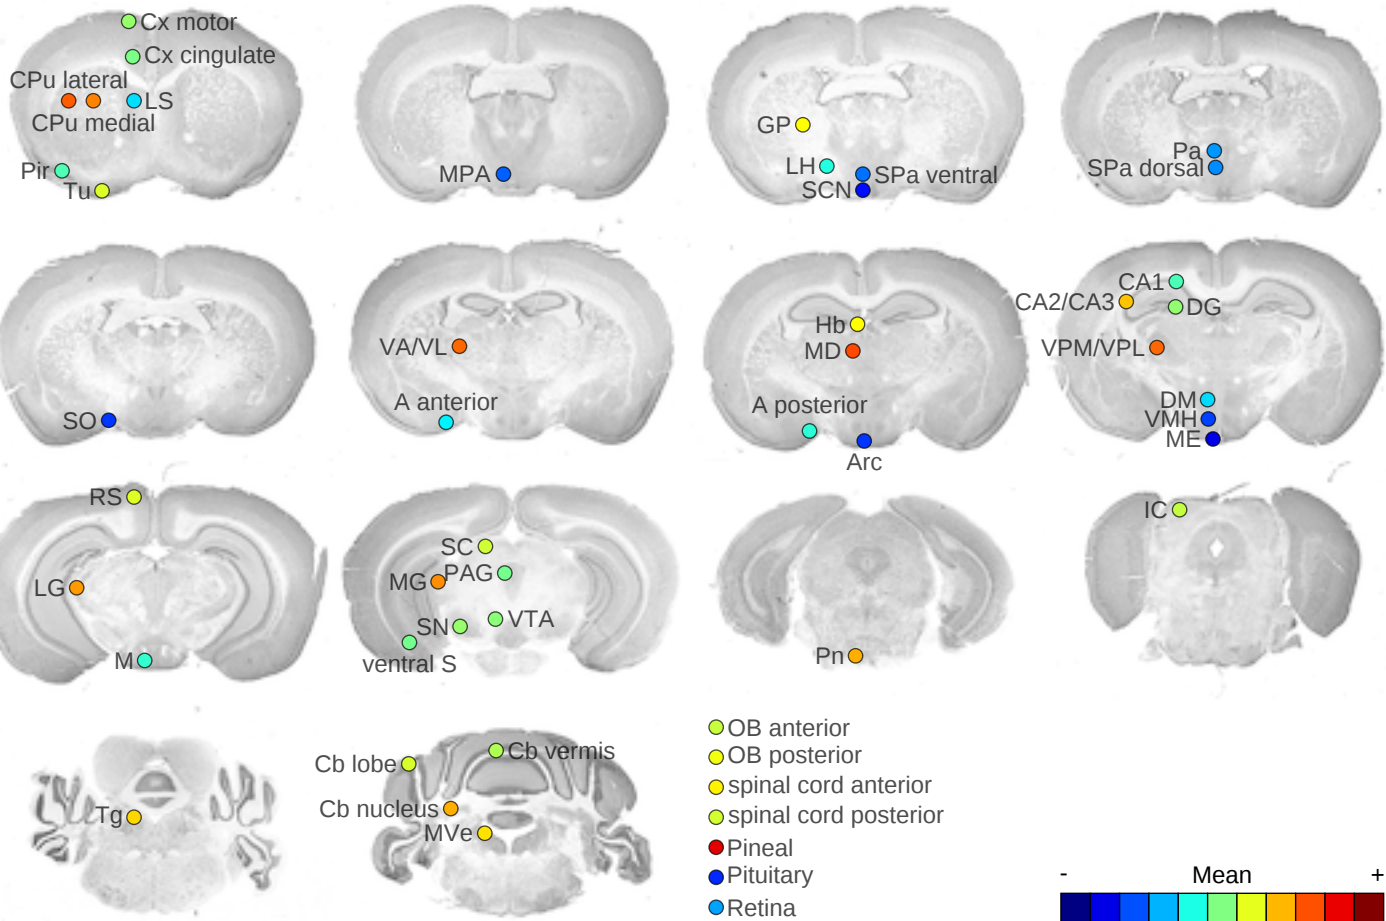 Cx motor
Cx cingulate
CPu lateral
LS
CPu medial
Pir
Tu
MPA
GP
LH
SPa ventral
SCN
Pa
SPa dorsal
SO
VA/VL
A anterior
Hb
MD
A posterior
Arc
CA1
CA2/CA3
DG
VPM/VPL
DM
VMH
ME
RS
LG
M
SC
MG
PAG
SN
VTA
ventral S
Pn
IC
Tg
Cb lobe
Cb vermis
Cb nucleus
MVe
OB anterior
OB posterior
spinal cord anterior
spinal cord posterior
Pineal
Pituitary
Retina
- Mean +